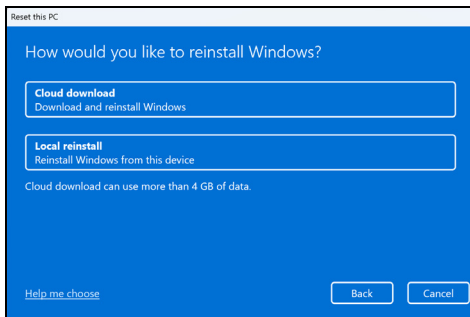 Reset this PC
How would you like to reinstall Windows?
Cloud download
Download and reinstall Windows
Local reinstall
Reinstall Windows from this device
Cloud download can use more than 4 GB of data.
Help me choose
Back
Cancel